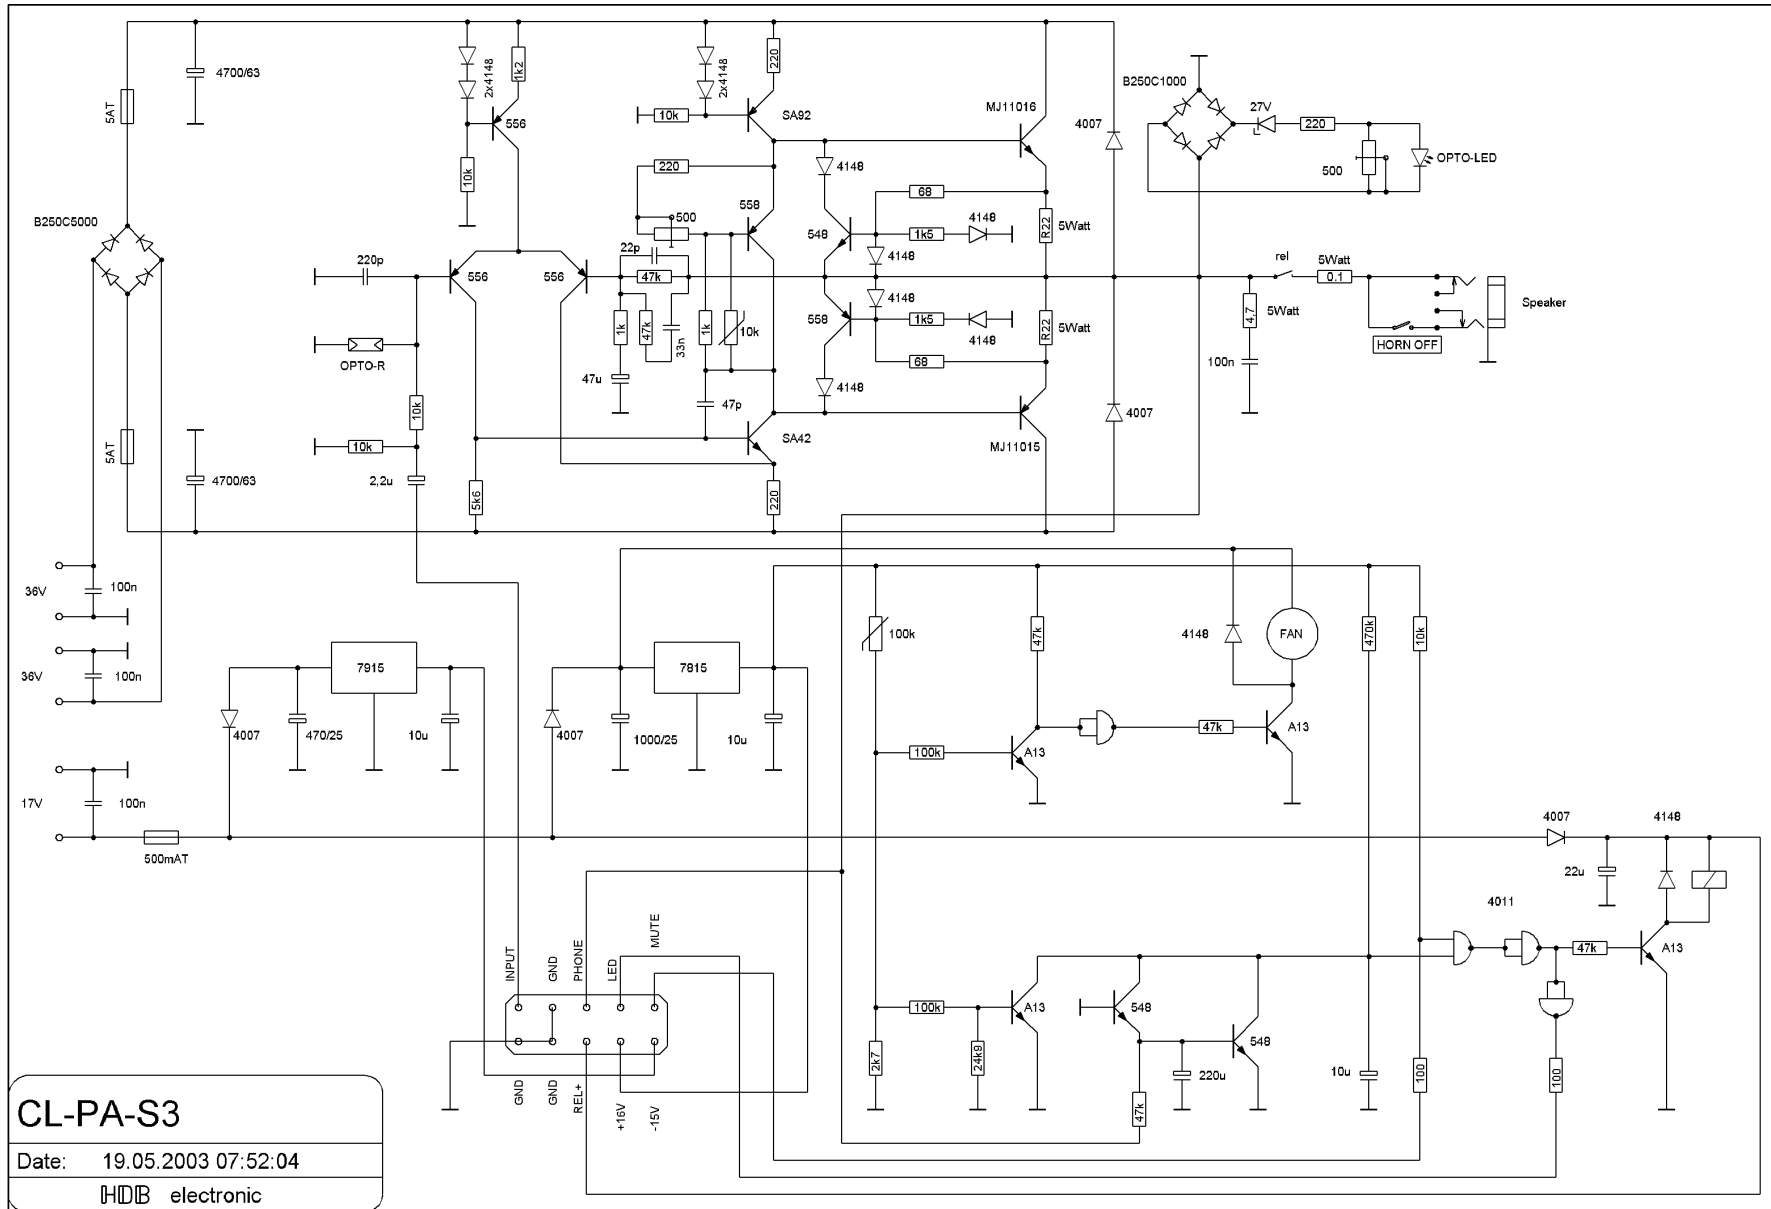 5AT
4700/63
2x4148
1k2
556
10k
2x4148
220
10k
SA92
MJ11016
4007
B250C1000
27V
220
500
OPTO-LED
B250C5000
220
500
558
4148
548
68
1k5
4148
R22
5Watt
4148
220p
556
556
22p
47k
rel
5Watt
0.1
Speaker
4148
558
1k5
4148
R22
5Watt
4,7
5Watt
1k
47k
33n
1k
10k
OPTO-R
47u
68
100n
HORN OFF
10k
47p
4148
4007
10k
SA42
MJ11015
5AT
4700/63
2,2u
5k6
220
36V
100n
36V
100n
7915
7815
100k
47k
4148
FAN
470k
10k
4007
470/25
10u
4007
1000/25
10u
100k
A13
47k
A13
17V
100n
500mAT
4007
4148
22u
4011
INPUT
GND
PHONE
LED
MUTE
47k
A13
100k
A13
548
548
2k7
24k9
220u
47k
10u
100
100
GND
GND
REL+
+16V
-15V
CL-PA-S3
Date: 19.05.2003 07:52:04
HDB electronic